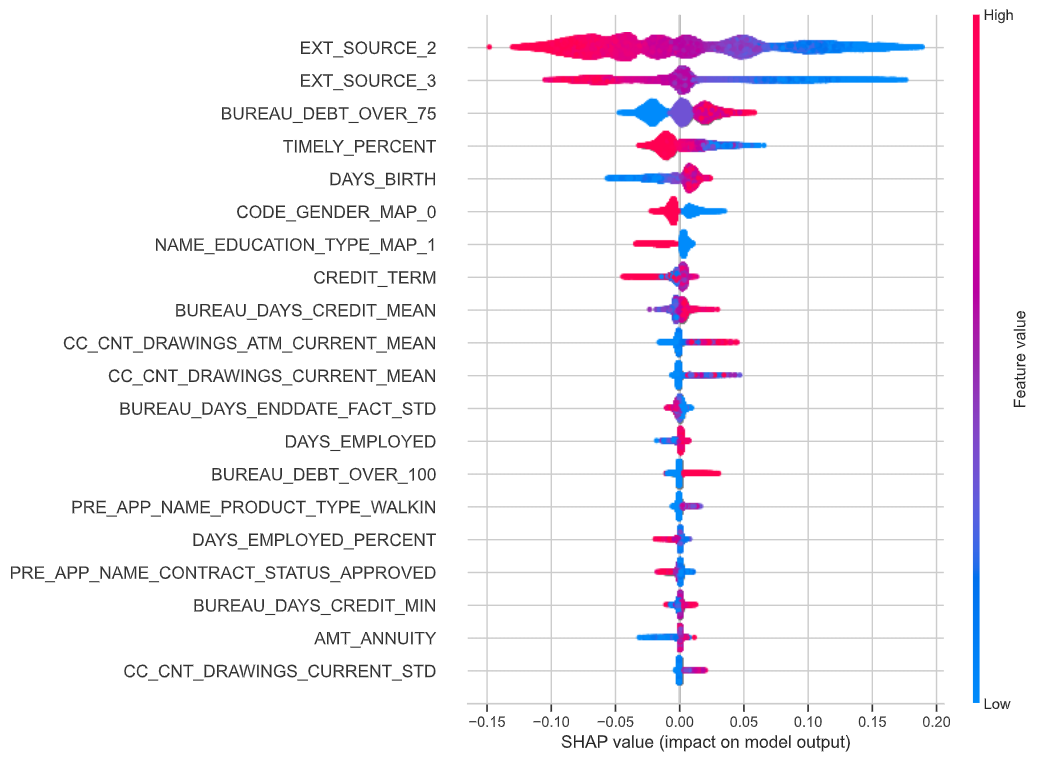 High
EXT_SOURCE_2
EXT_SOURCE_3
BUREAU_DEBT_OVER_75
TIMELY_PERCENT
DAYS_BIRTH
CODE_GENDER_MAP_0
NAME_EDUCATION_TYPE_MAP_1
CREDIT_TERM
BUREAU_DAYS_CREDIT_MEAN
CC_CNT_DRAWINGS_ATM_CURRENT_MEAN
CC_CNT_DRAWINGS_CURRENT_MEAN
BUREAU_DAYS_ENDDATE_FACT_STD
DAYS_EMPLOYED
BUREAU_DEBT_OVER_100
PRE_APP_NAME_PRODUCT_TYPE_WALKIN
DAYS_EMPLOYED_PERCENT
PRE_APP_NAME_CONTRACT_STATUS_APPROVED
BUREAU_DAYS_CREDIT_MIN
AMT_ANNUITY
CC_CNT_DRAWINGS_CURRENT_STD
Feature value
Low
−0.15 −0.10 −0.05 0.00 0.05 0.10 0.15 0.20
SHAP value (impact on model output)